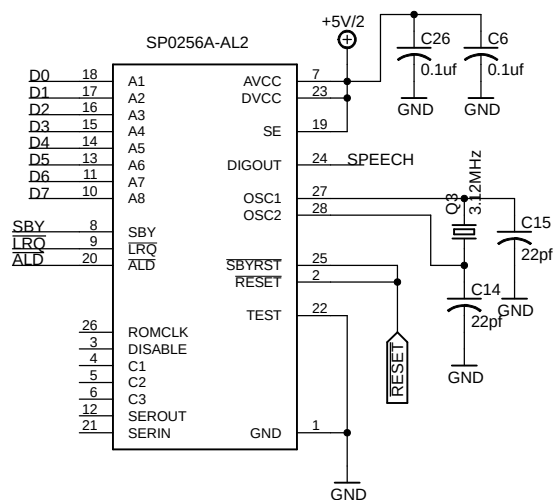 +5V/2
SP0256A-AL2
C26
0.1uf
GND
C6
0.1uf
GND
D0 18 A1
D1 17 A2
D2 16 A3
D3 15 A4
D4 14 A5
D5 13 A6
D6 11 A7
D7 10 A8
SBY 8 SBY
LRQ 9 LRQ
ALD 20 ALD
26 ROMCLK
3 DISABLE
4 C1
5 C2
6 C3
12 SEROUT
21 SERIN
AVCC 7
DVCC 23
SE 19
DIGOUT 24 SPEECH
OSC1 27
OSC2 28
SBYRST 25
RESET 2
TEST 22
GND 1
GND
RESET
Q3
3.12MHz
C15
22pf
GND
C14
22pf
GND